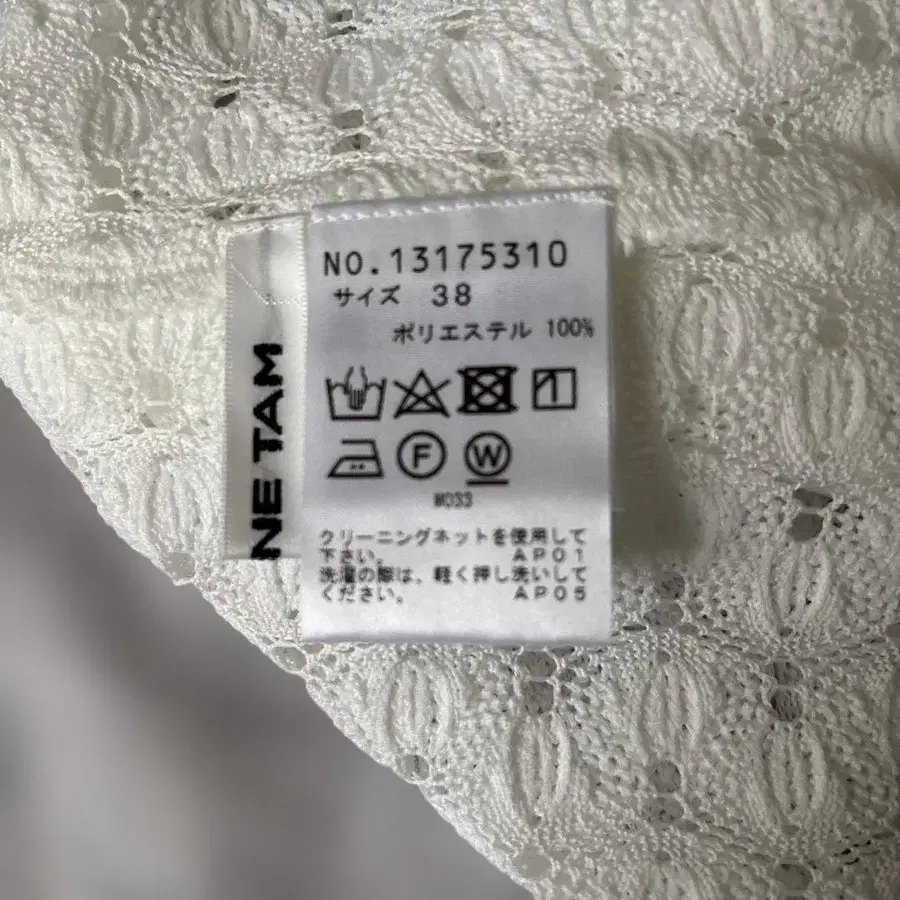 NO.13175310
サイズ 38
ポリエステル 100%
F W
クリーニングネットを使用して
下さい。 AP01
洗濯の際は、軽く押し洗いして
ください。 AP05
NE TAM